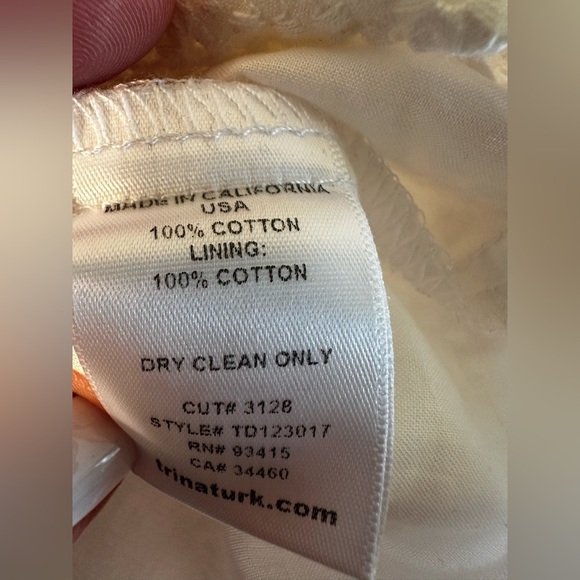 MADE IN CALIFORNIA
USA
100% COTTON
LINING:
100% COTTON
DRY CLEAN ONLY
CUT# 3128
STYLE# TD123017
RN# 93415
CA# 34460
trinaturk.com